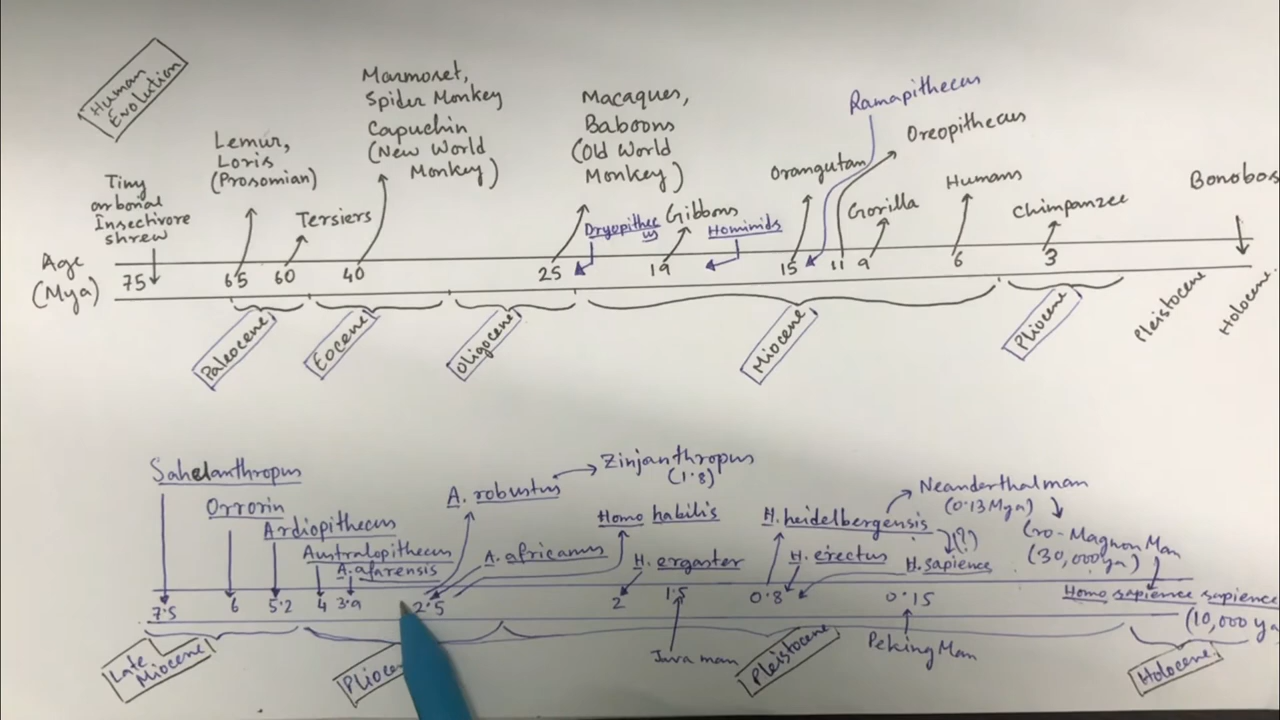 Human
Evolution
Tiny
arborial
Insectivore
shrew
Lemur,
Loris
(Prosomian)
Tersiers
Marmoset,
Spider Monkey
Capuchin
(New World
Monkey)
Macaques,
Baboons
(Old World
Monkey)
Dryopithecus
Gibbons
Hominids
Orangutan
Ramapithecus
Oreopithecus
Gorilla
Humans
Chimpanzee
Bonobos
Age
(Mya)
75 65 60 40 25 19 15 11 9 6 3
Paleocene
Eocene
Oligocene
Miocene
Pliocene
Pleistocene
Holocene
Sahelanthropus
Orrorin
Ardiopithecus
Australopithecus
A. afarensis
A. robustus
Zinjanthropus
(1.8)
A. africanus
Homo habilis
H. ergaster
H. heidelbergensis
H. erectus
Neanderthal man
(0.13 Mya)
(?)
H. sapience
Cro-Magnon Man
(30,000 ya)
Homo sapience sapience
(10,000 ya
7.5 6 5.2 4 3.9 2.5 2 1.5 0.8 0.15
Java man
Peking Man
Late
Miocene
Pliocen
Pleistocene
Holocene